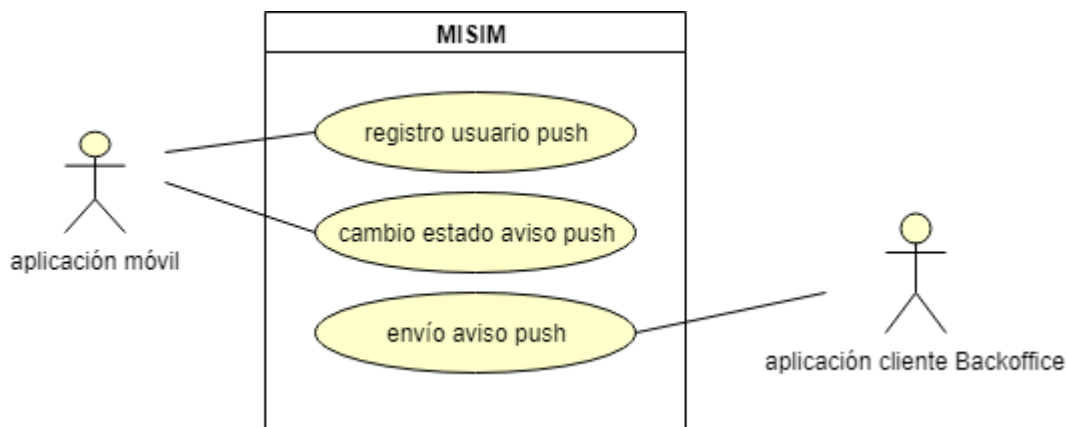 MISIM
registro usuario push
cambio estado aviso push
aplicación móvil
envío aviso push
aplicación cliente Backoffice